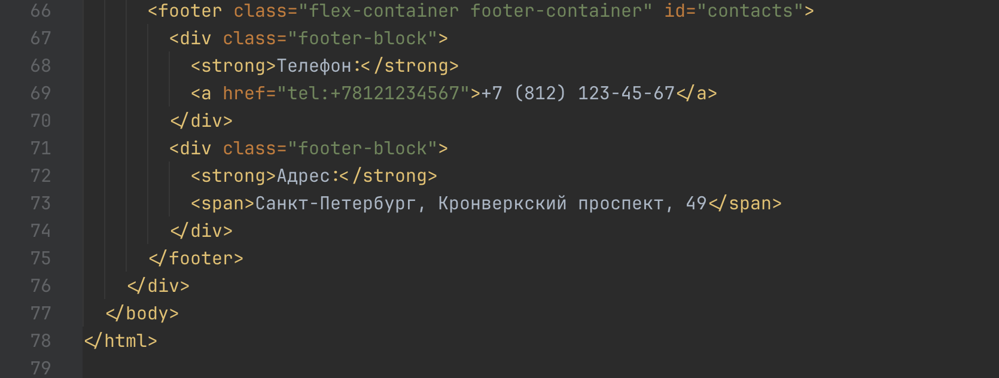 66 <footer class="flex-container footer-container" id="contacts">
67 <div class="footer-block">
68 <strong>Телефон:</strong>
69 <a href="tel:+78121234567">+7 (812) 123-45-67</a>
70 </div>
71 <div class="footer-block">
72 <strong>Адрес:</strong>
73 <span>Санкт-Петербург, Кронверкский проспект, 49</span>
74 </div>
75 </footer>
76 </div>
77 </body>
78 </html>
79